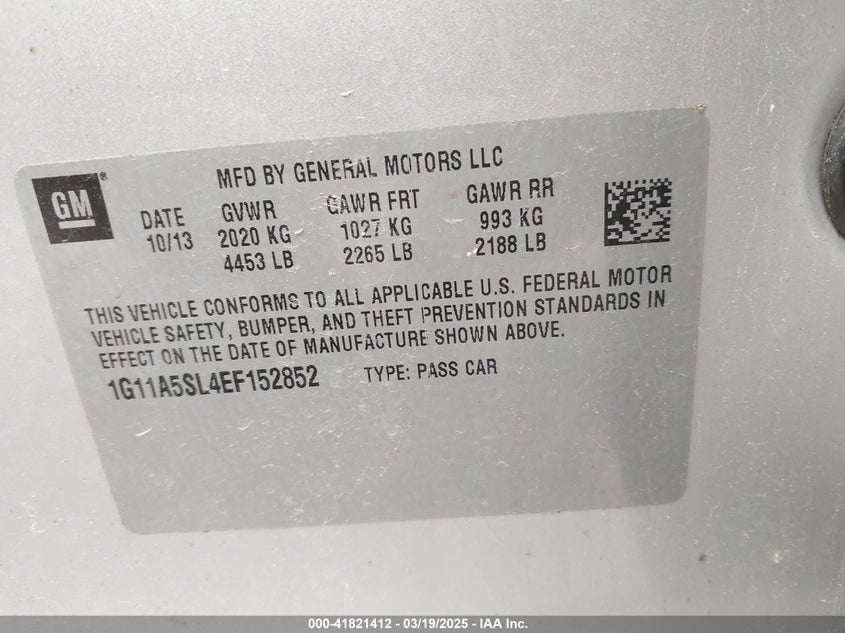 GM®
MFD BY GENERAL MOTORS LLC
DATE GVWR GAWR FRT GAWR RR
10/13 2020 KG 1027 KG 993 KG
4453 LB 2265 LB 2188 LB
THIS VEHICLE CONFORMS TO ALL APPLICABLE U.S. FEDERAL MOTOR
VEHICLE SAFETY, BUMPER, AND THEFT PREVENTION STANDARDS IN
EFFECT ON THE DATE OF MANUFACTURE SHOWN ABOVE.
1G11A5SL4EF152852 TYPE: PASS CAR
000-41821412 - 03/19/2025 - IAA Inc.